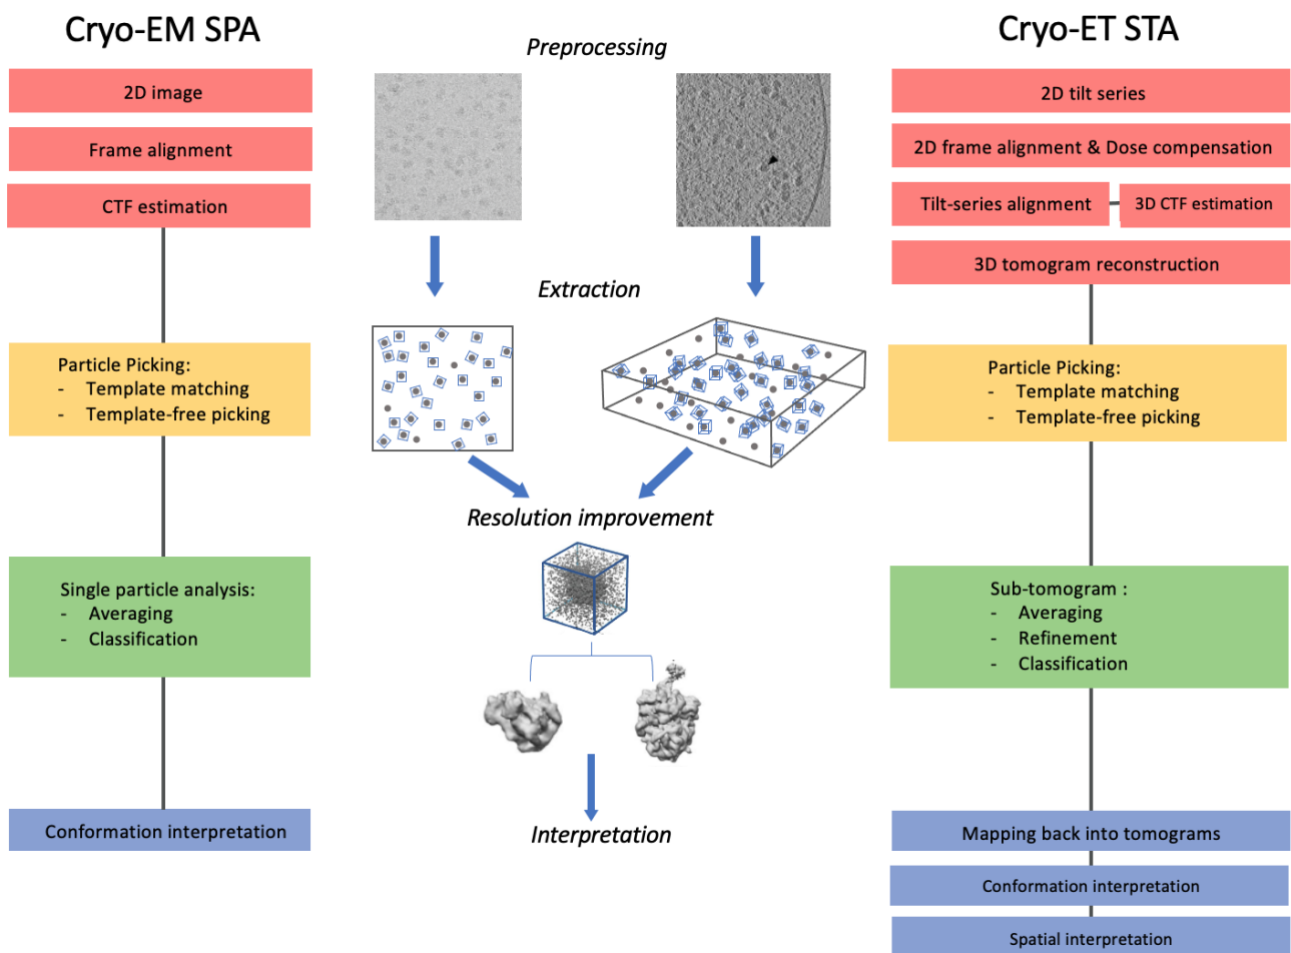 Cryo-EM SPA
2D image
Frame alignment
CTF estimation
Particle Picking:
- Template matching
- Template-free picking
Single particle analysis:
- Averaging
- Classification
Conformation interpretation
Preprocessing
Extraction
Resolution improvement
Interpretation
Cryo-ET STA
2D tilt series
2D frame alignment & Dose compensation
Tilt-series alignment
3D CTF estimation
3D tomogram reconstruction
Particle Picking:
- Template matching
- Template-free picking
Sub-tomogram :
- Averaging
- Refinement
- Classification
Mapping back into tomograms
Conformation interpretation
Spatial interpretation